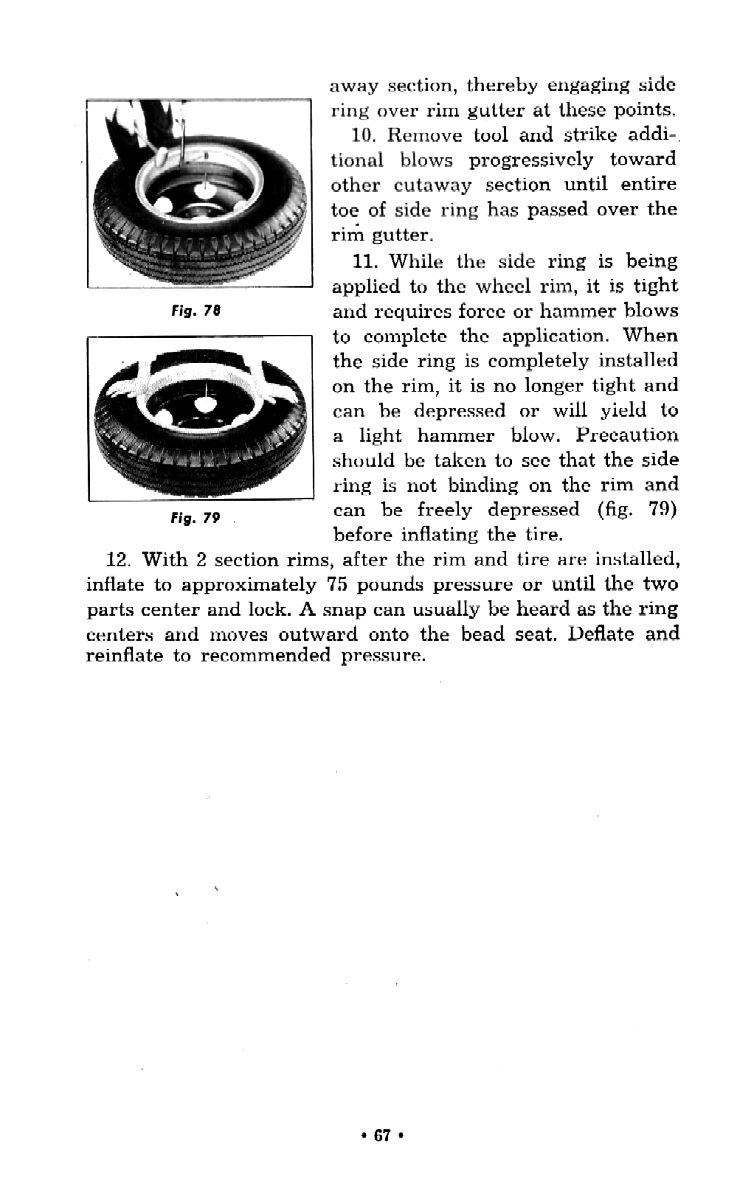 away section, thereby engaging side
ring over rim gutter at these points.
10. Remove tool and strike addi-
tional blows progressively toward
other cutaway section until entire
toe of side ring has passed over the
rim gutter.
11. While the side ring is being
applied to the wheel rim, it is tight
and requires force or hammer blows
to complete the application. When
the side ring is completely installed
on the rim, it is no longer tight and
can be depressed or will yield to
a light hammer blow. Precaution
should be taken to see that the side
ring is not binding on the rim and
can be freely depressed (fig. 79)
before inflating the tire.
Fig. 78
Fig. 79
12. With 2 section rims, after the rim and tire are installed,
inflate to approximately 75 pounds pressure or until the two
parts center and lock. A snap can usually be heard as the ring
centers and moves outward onto the bead seat. Deflate and
reinflate to recommended pressure.
• 67 •